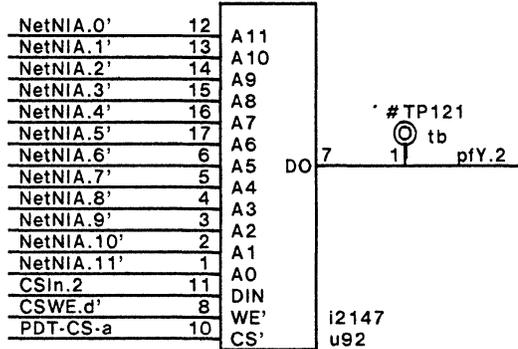 NetNIA.0' 12 A11
NetNIA.1' 13 A10
NetNIA.2' 14 A9
NetNIA.3' 15 A8
NetNIA.4' 16 A7
NetNIA.5' 17 A6
NetNIA.6' 6 A5 DO 7 1 pfY.2
NetNIA.7' 5 A4
NetNIA.8' 4 A3
NetNIA.9' 3 A2
NetNIA.10' 2 A1
NetNIA.11' 1 A0
CSIn.2 11 DIN
CSWE.d' 8 WE'
PDT-CS-a 10 CS'
#TP121
tb
i2147
u92